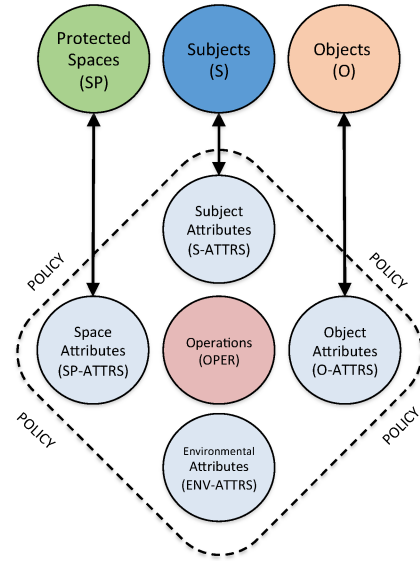 Protected
Spaces
(SP)
Subjects
(S)
Objects
(O)
Subject
Attributes
(S-ATTRS)
POLICY
POLICY
Space
Attributes
(SP-ATTRS)
Operations
(OPER)
Object
Attributes
(O-ATTRS)
POLICY
POLICY
Environmental
Attributes
(ENV-ATTRS)